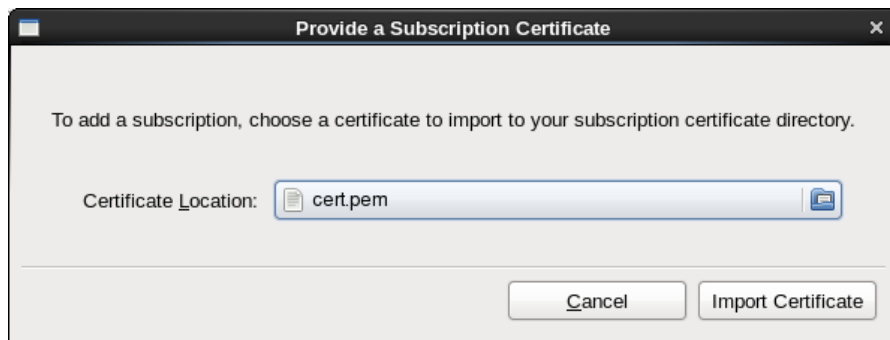 Provide a Subscription Certificate
To add a subscription, choose a certificate to import to your subscription certificate directory.
Certificate Location: cert.pem
Cancel Import Certificate